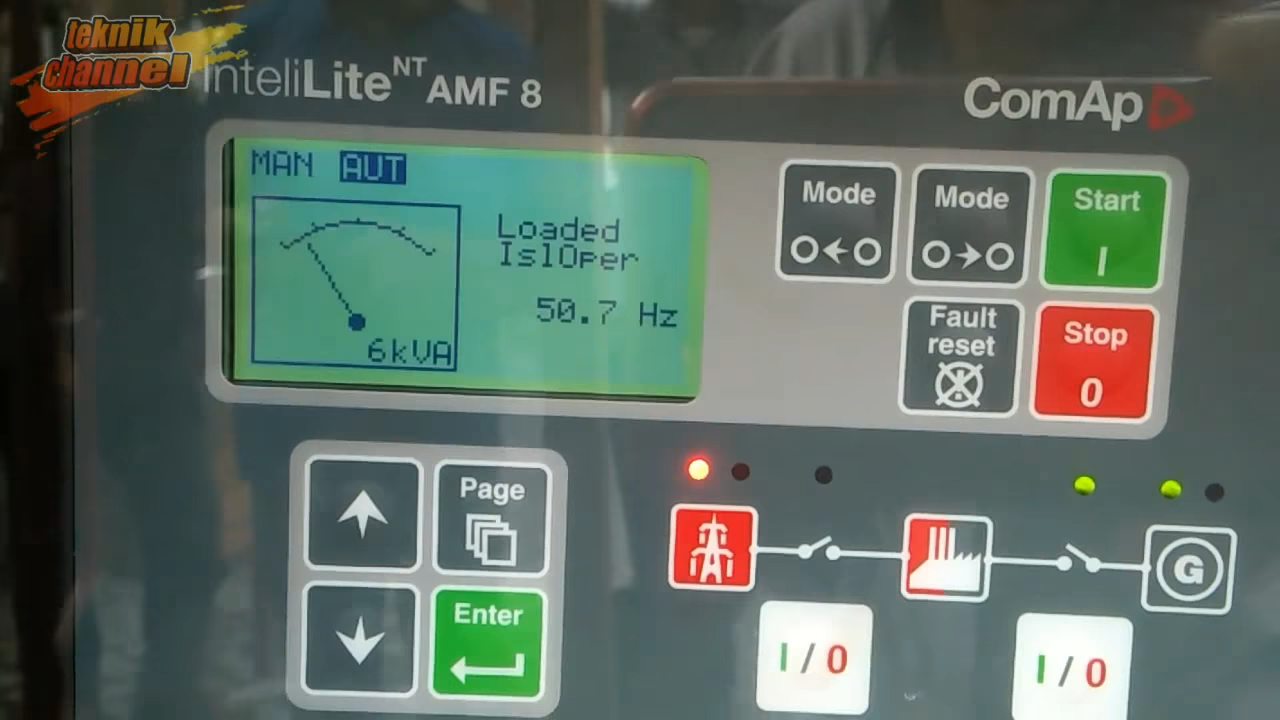 teknik
channel
InteliLite NT AMF 8
ComAp
MAN AUT
Loaded
IslOper
50.7 Hz
6kVA
Mode
Mode
Start
I
Fault
reset
Stop
0
Page
Enter
G
I / 0
I / 0